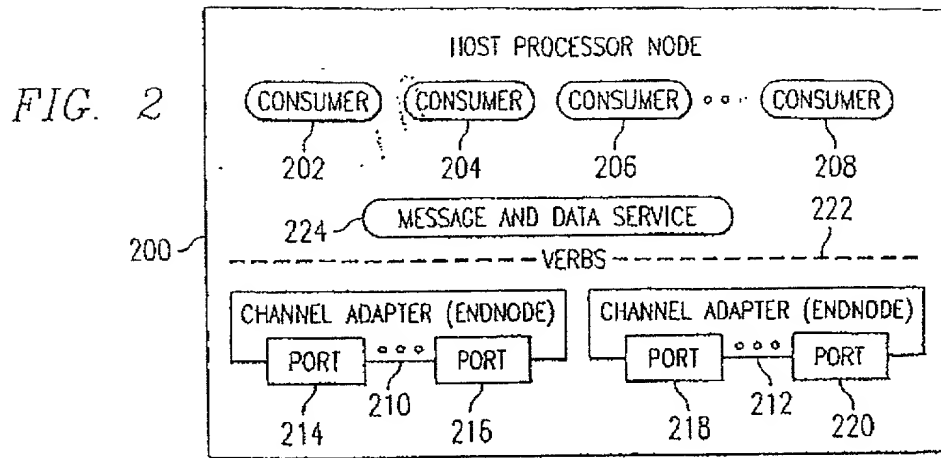 HOST PROCESSOR NODE
FIG. 2
CONSUMER CONSUMER CONSUMER CONSUMER
202 204 206 208
224 MESSAGE AND DATA SERVICE 222
200
VERBS
CHANNEL ADAPTER (ENDNODE) CHANNEL ADAPTER (ENDNODE)
PORT PORT PORT PORT
210 212
214 216 218 220